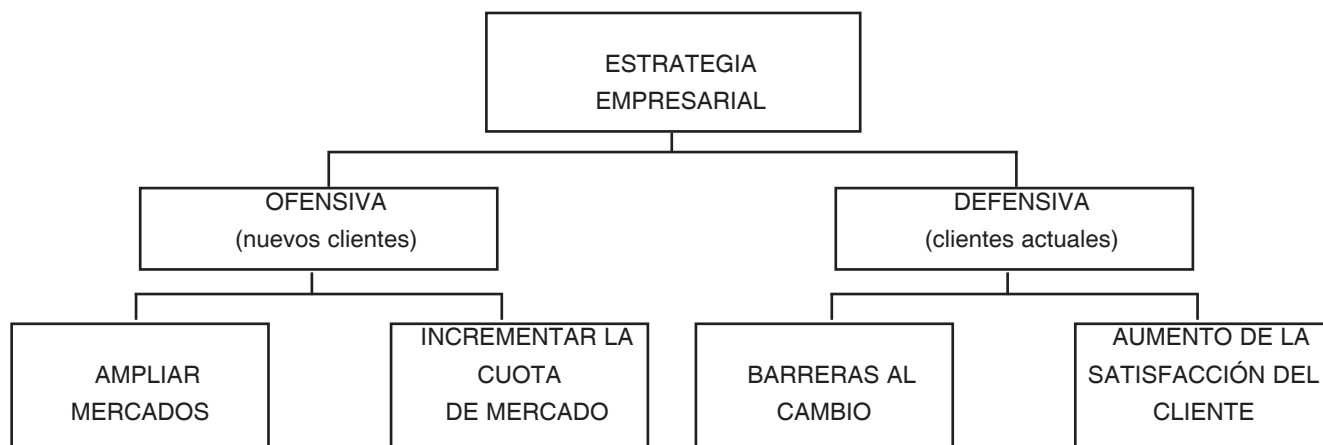 ESTRATEGIA
EMPRESARIAL
OFENSIVA
(nuevos clientes)
DEFENSIVA
(clientes actuales)
AMPLIAR
MERCADOS
INCREMENTAR LA
CUOTA
DE MERCADO
BARRERAS AL
CAMBIO
AUMENTO DE LA
SATISFACCIÓN DEL
CLIENTE